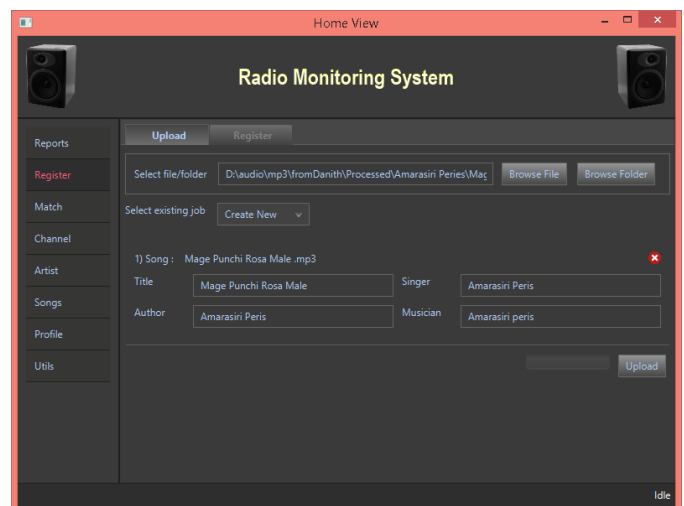 Home View
Radio Monitoring System
Reports
Register
Match
Channel
Artist
Songs
Profile
Utils
Upload Register
Select file/folder D:\audio\mp3\fromDanith\Processed\Amarasiri Peries\Mag Browse File Browse Folder
Select existing job Create New
1) Song : Mage Punchi Rosa Male .mp3
Title Mage Punchi Rosa Male Singer Amarasiri Peris
Author Amarasiri Peris Musician Amarasiri peris
Upload
Idle